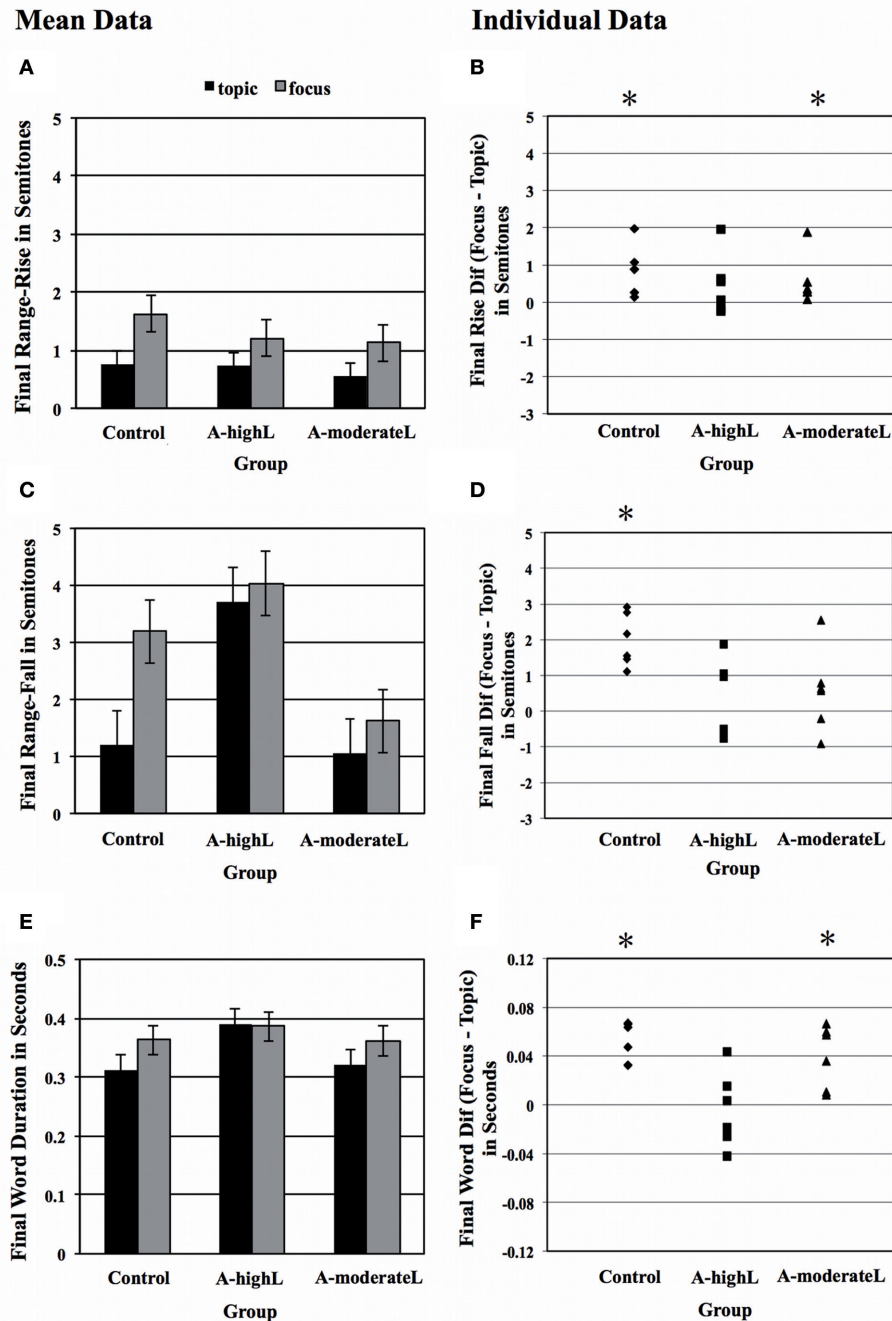 Mean Data
Individual Data
A
■ topic ■ focus
Final Range-Rise in Semitones
5
4
3
2
1
0
Control A-highL A-moderateL
Group
B
* *
Final Rise Dif (Focus - Topic)
in Semitones
5
4
3
2
1
0
-1
-2
-3
Control A-highL A-moderateL
Group
C
Final Range-Fall in Semitones
5
4
3
2
1
0
Control A-highL A-moderateL
Group
D
*
Final Fall Dif (Focus - Topic)
in Semitones
5
4
3
2
1
0
-1
-2
-3
Control A-highL A-moderateL
Group
E
Final Word Duration in Seconds
0.5
0.4
0.3
0.2
0.1
0
Control A-highL A-moderateL
Group
F
* *
Final Word Dif (Focus - Topic)
in Seconds
0.12
0.08
0.04
0
-0.04
-0.08
-0.12
Control A-highL A-moderateL
Group